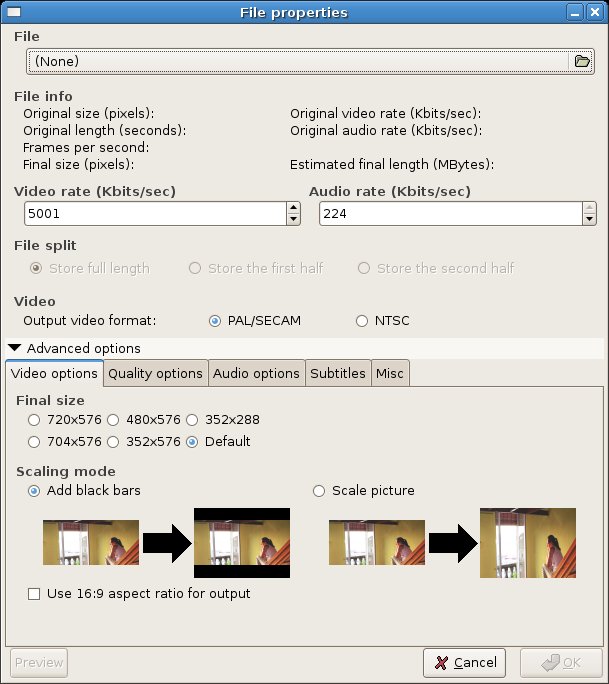 File properties
File
(None)
File info
Original size (pixels): Original video rate (Kbits/sec):
Original length (seconds): Original audio rate (Kbits/sec):
Frames per second:
Final size (pixels): Estimated final length (MBytes):
Video rate (Kbits/sec) Audio rate (Kbits/sec)
5001 224
File split
Store full length Store the first half Store the second half
Video
Output video format: PAL/SECAM NTSC
Advanced options
Video options Quality options Audio options Subtitles Misc
Final size
720x576 480x576 352x288
704x576 352x576 Default
Scaling mode
Add black bars Scale picture
Use 16:9 aspect ratio for output
Preview Cancel OK